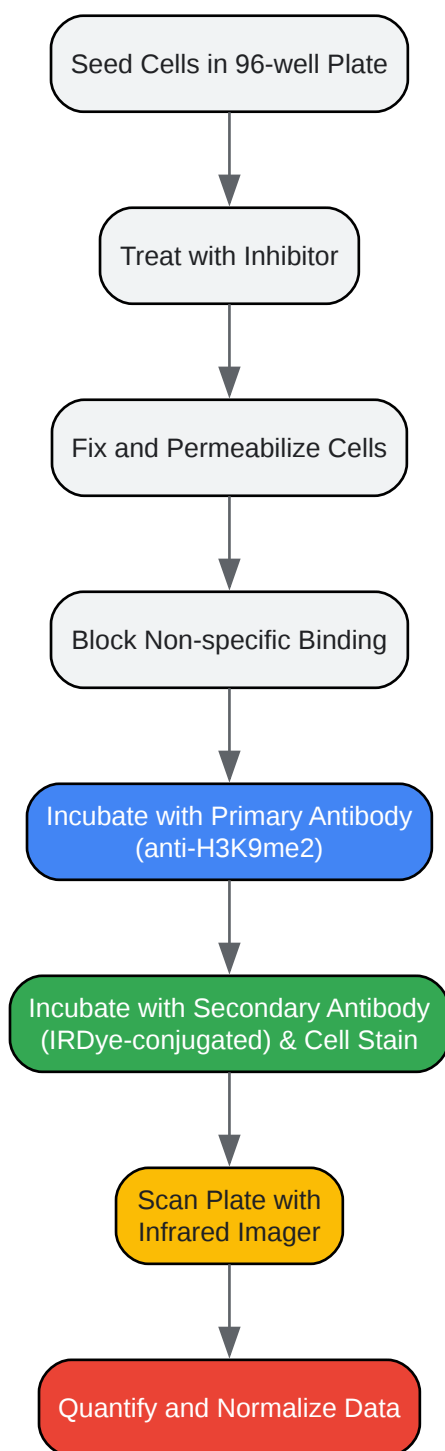 Seed Cells in 96-well Plate
Treat with Inhibitor
Fix and Permeabilize Cells
Block Non-specific Binding
Incubate with Primary Antibody
(anti-H3K9me2)
Incubate with Secondary Antibody
(IRDye-conjugated) & Cell Stain
Scan Plate with
Infrared Imager
Quantify and Normalize Data